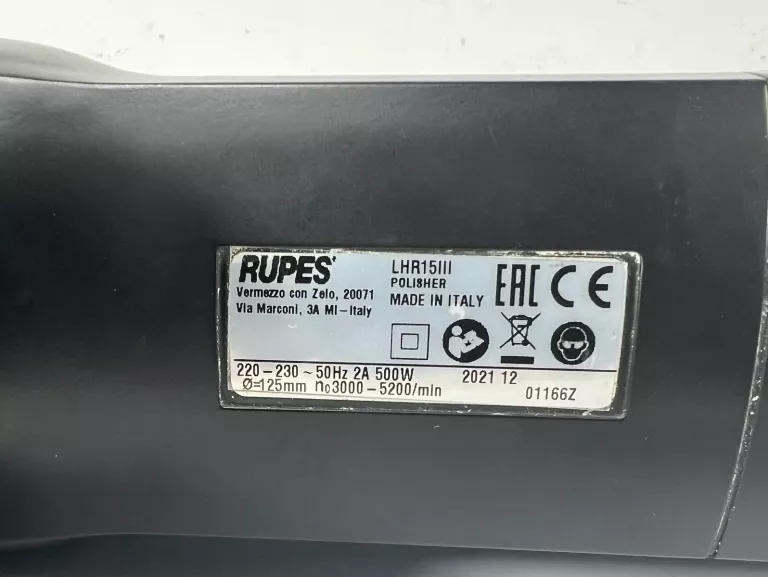 RUPES
Vermezzo con Zelo, 20071
Via Marconi, 3A MI-Italy
LHR15III
POLISHER
MADE IN ITALY
EAC CE
220-230 ~ 50Hz 2A 500W 2021 12
Ø=125mm n₀3000-5200/min 01166Z